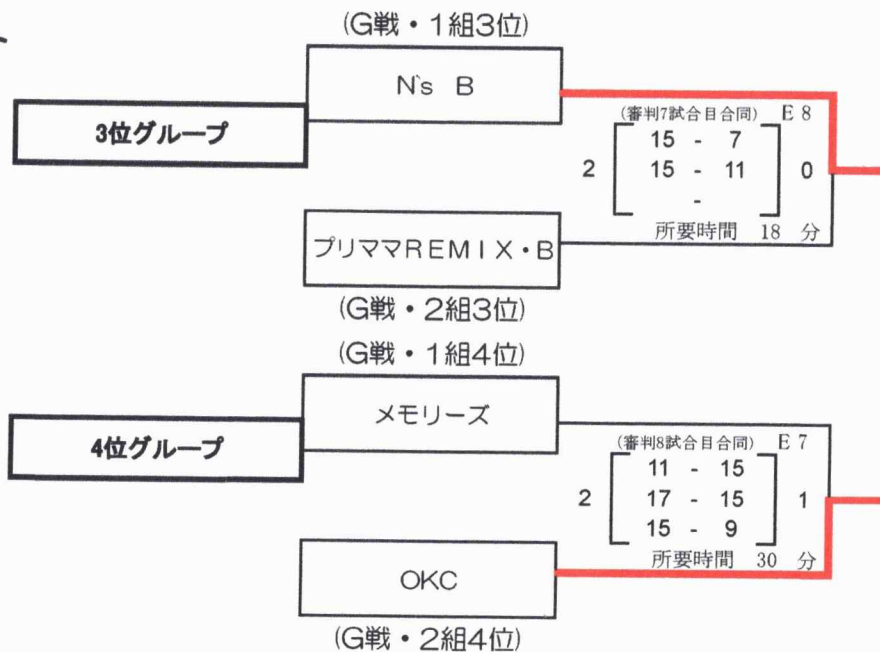 (G戦・1組3位)
N's B
3位グループ
(審判7試合目合同) E 8
15 - 7
2 15 - 11 0
-
所要時間 18 分
プリママREMIX・B
(G戦・2組3位)
(G戦・1組4位)
メモリーズ
4位グループ
(審判8試合目合同) E 7
11 - 15
2 17 - 15 1
15 - 9
所要時間 30 分
OKC
(G戦・2組4位)